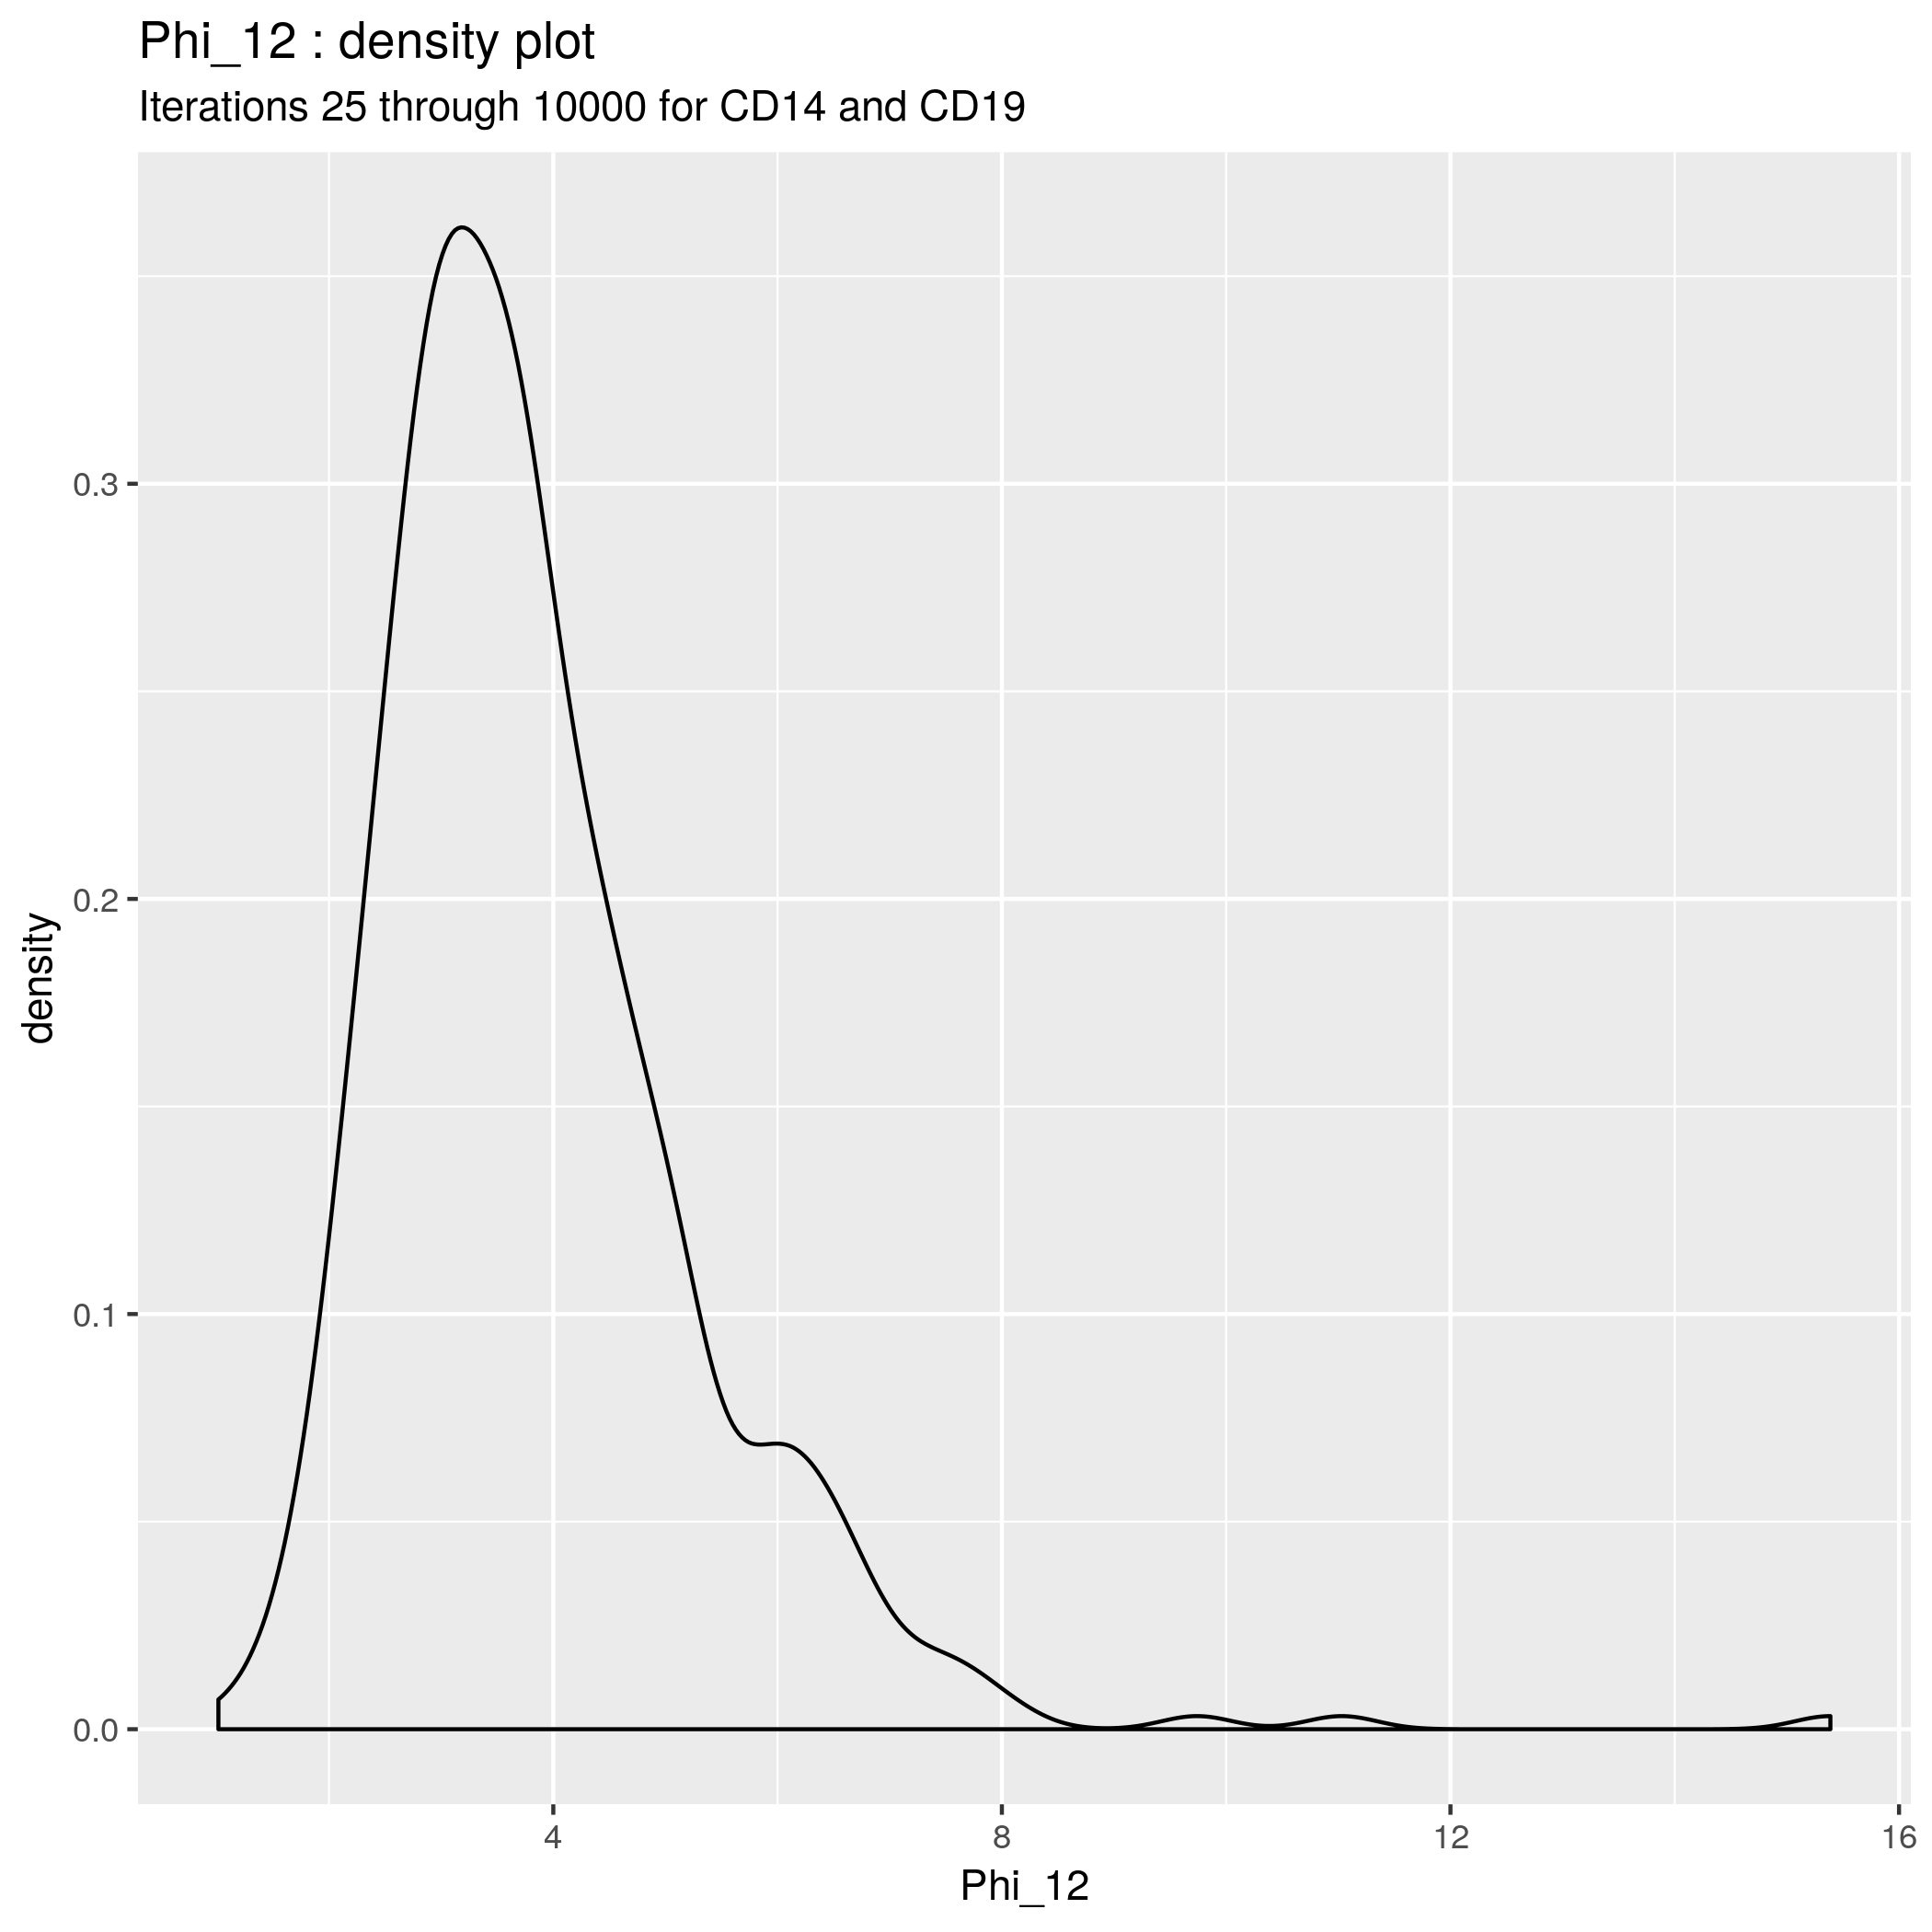 Phi_12 : density plot
Iterations 25 through 10000 for CD14 and CD19
density
0.3
0.2
0.1
0.0
4 8 12 16
Phi_12